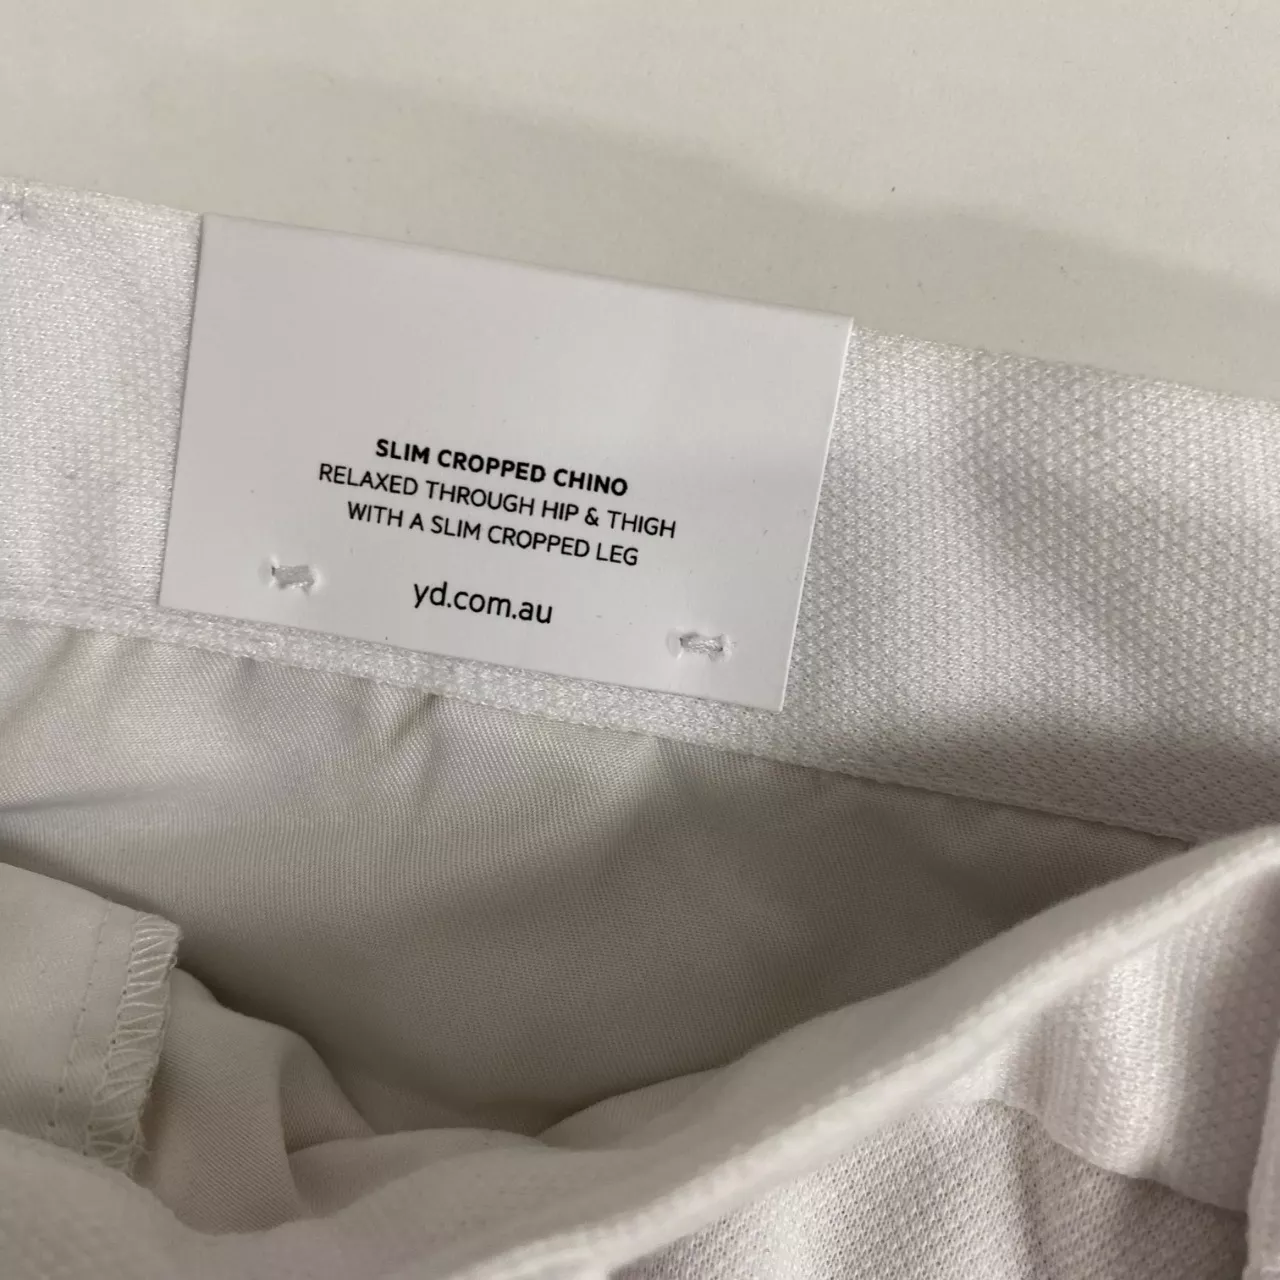 SLIM CROPPED CHINO
RELAXED THROUGH HIP & THIGH
WITH A SLIM CROPPED LEG
yd.com.au